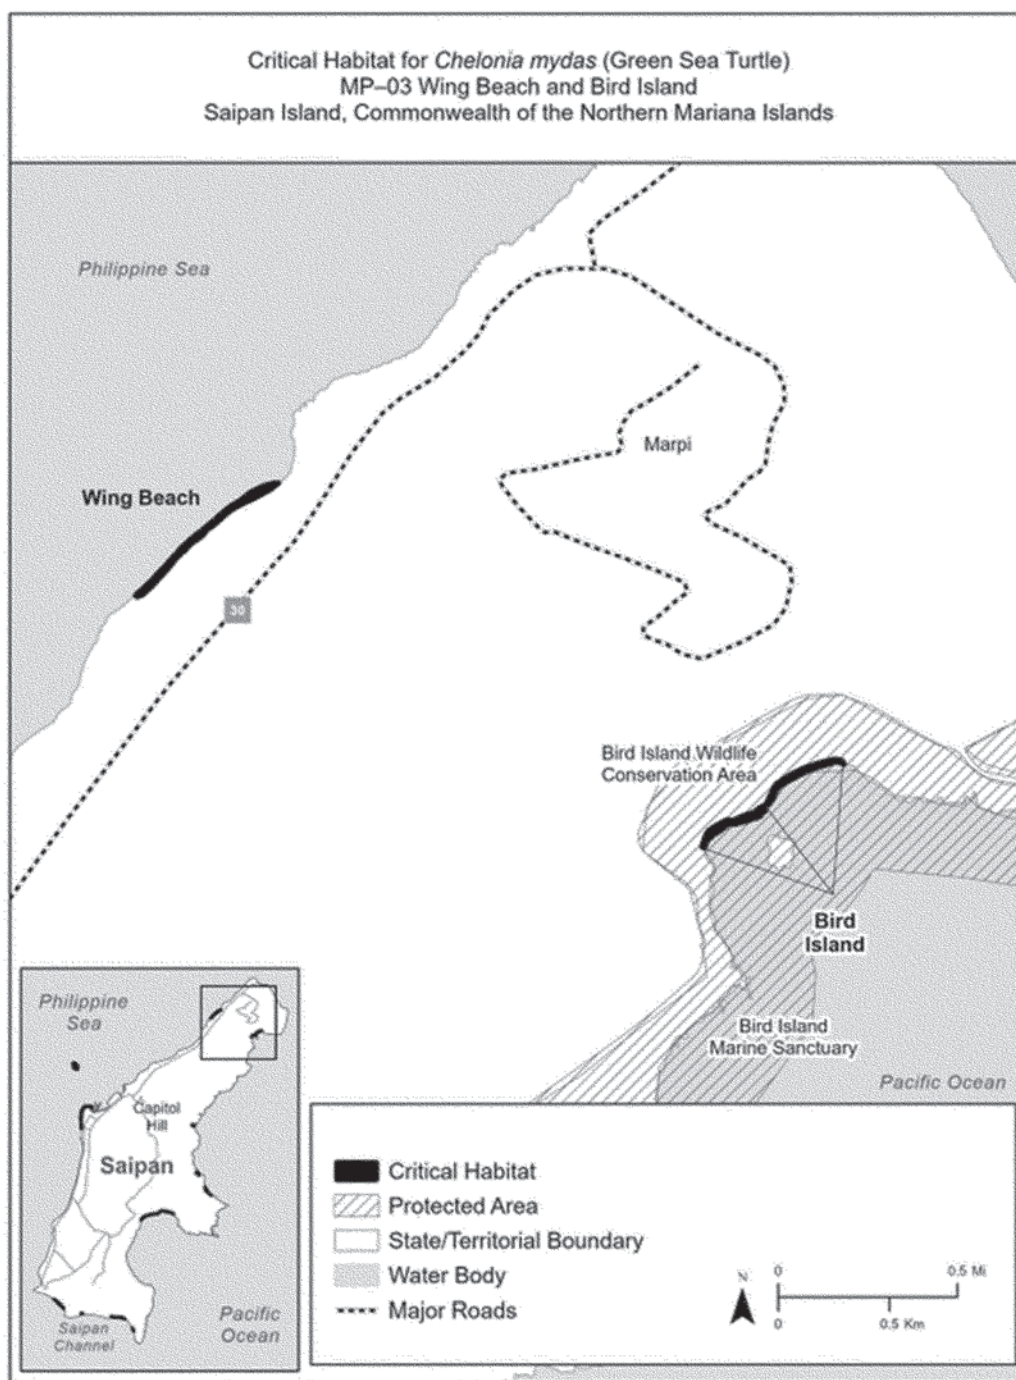 Critical Habitat for Chelonia mydas (Green Sea Turtle)
MP–03 Wing Beach and Bird Island
Saipan Island, Commonwealth of the Northern Mariana Islands
Philippine Sea
Marpi
Wing Beach
30
Bird Island Wildlife
Conservation Area
Bird
Island
Bird Island
Marine Sanctuary
Pacific Ocean
Philippine
Sea
Capitol
Hill
Saipan
Pacific
Ocean
Saipan
Channel
Critical Habitat
Protected Area
State/Territorial Boundary
Water Body
Major Roads
N
0 0.5 Mi
0 0.5 Km